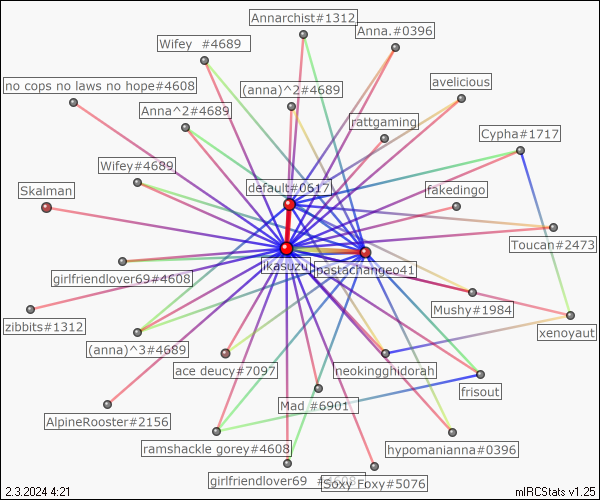 Annarchist#1312
Anna.#0396
Wifey #4689
no cops no laws no hope#4608
(anna)^2#4689
avelicious
Anna^2#4689
rattgaming
Cypha#1717
Wifey#4689
default#0617
fakedingo
Skalman
Toucan#2473
ikasuzu
pastachangeo41
girlfriendlover69#4608
Mushy#1984
zibbits#1312
xenoyaut
(anna)^3#4689
ace deucy#7097
neokingghidorah
frisout
Mad #6901
AlpineRooster#2156
ramshackle gorey#4608
hypomanianna#0396
girlfriendlover69
Soxy Foxy#5076
2.3.2024 4:21
mIRCStats v1.25